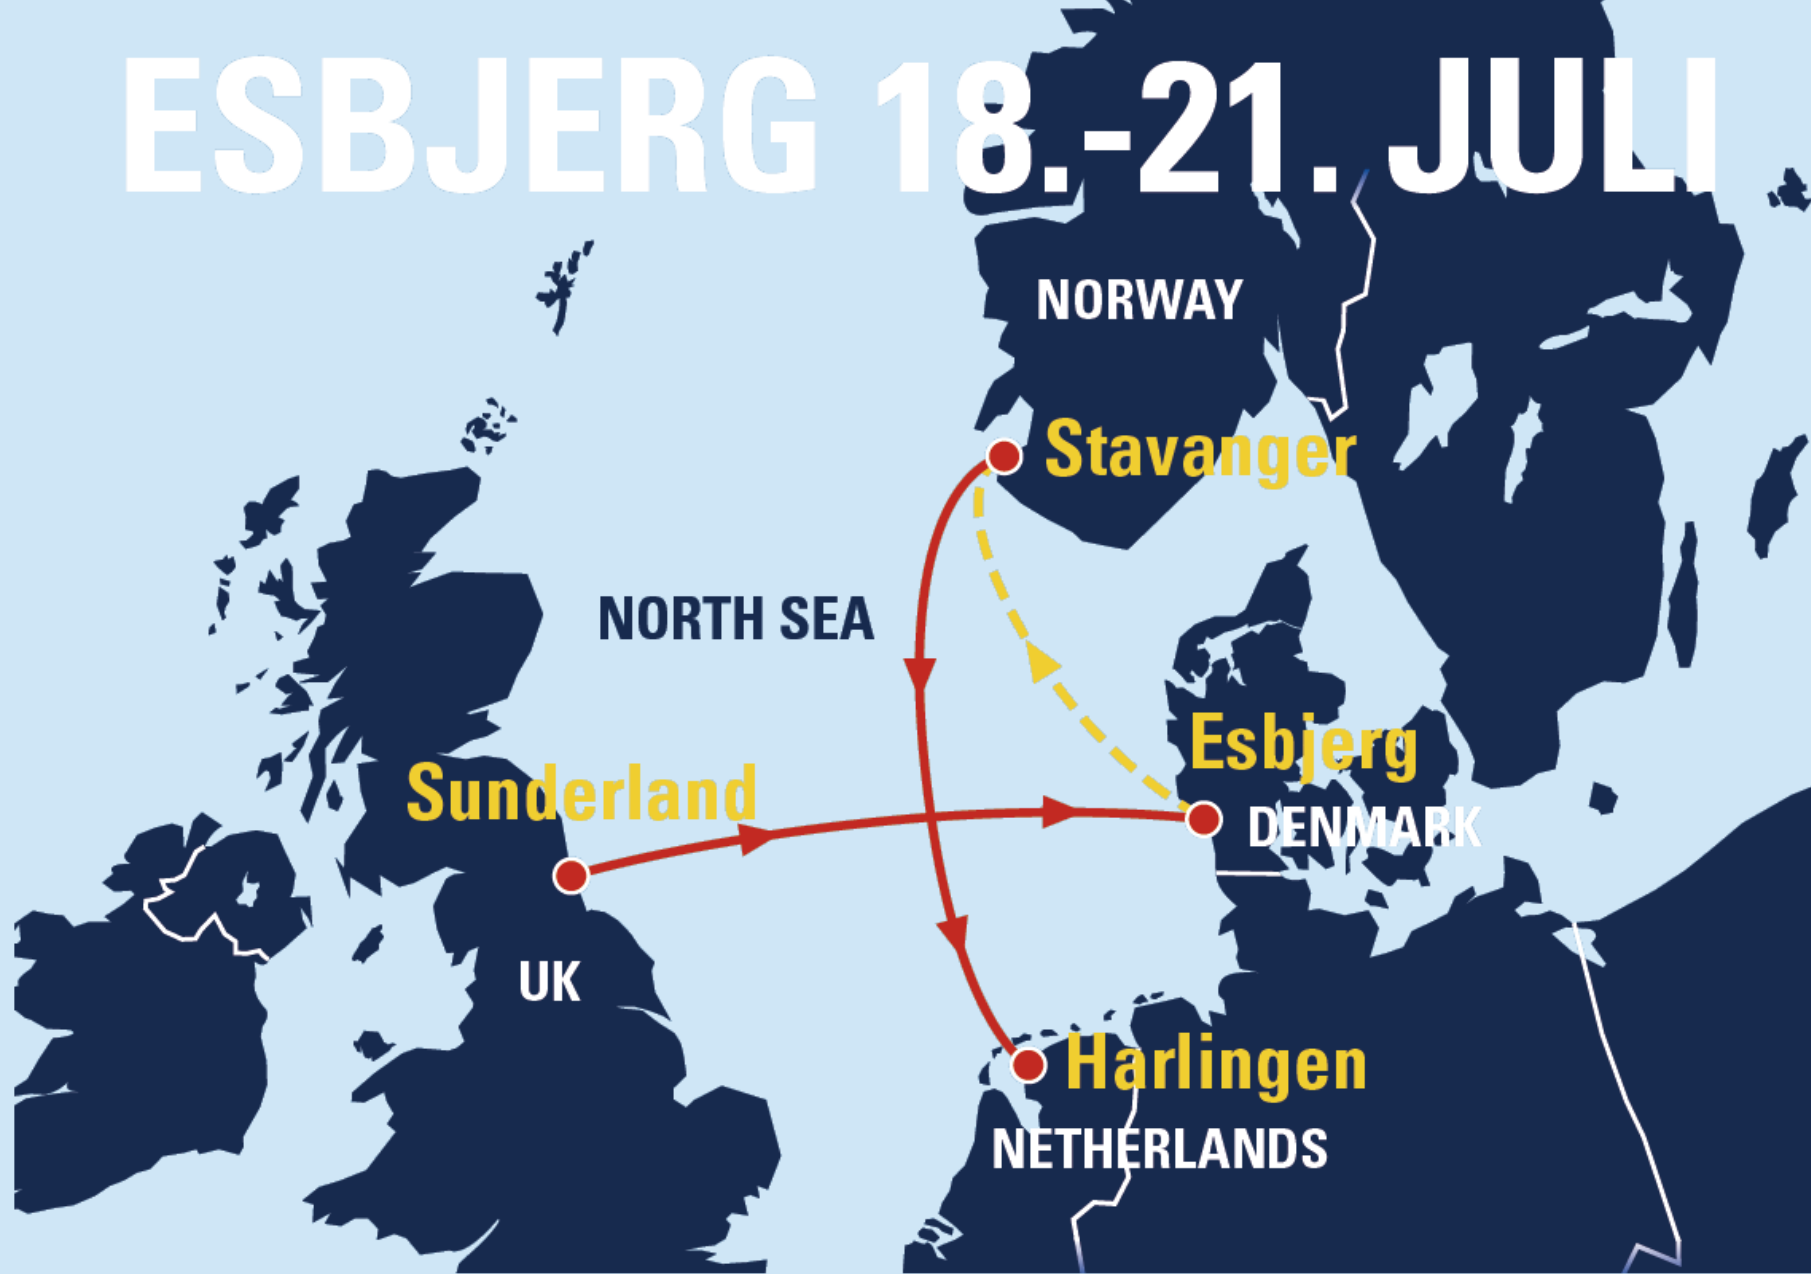 ESBJERG 18.-21. JULI
NORWAY
Stavanger
NORTH SEA
Esbjerg
Sunderland
DENMARK
UK
Harlingen
NETHERLANDS